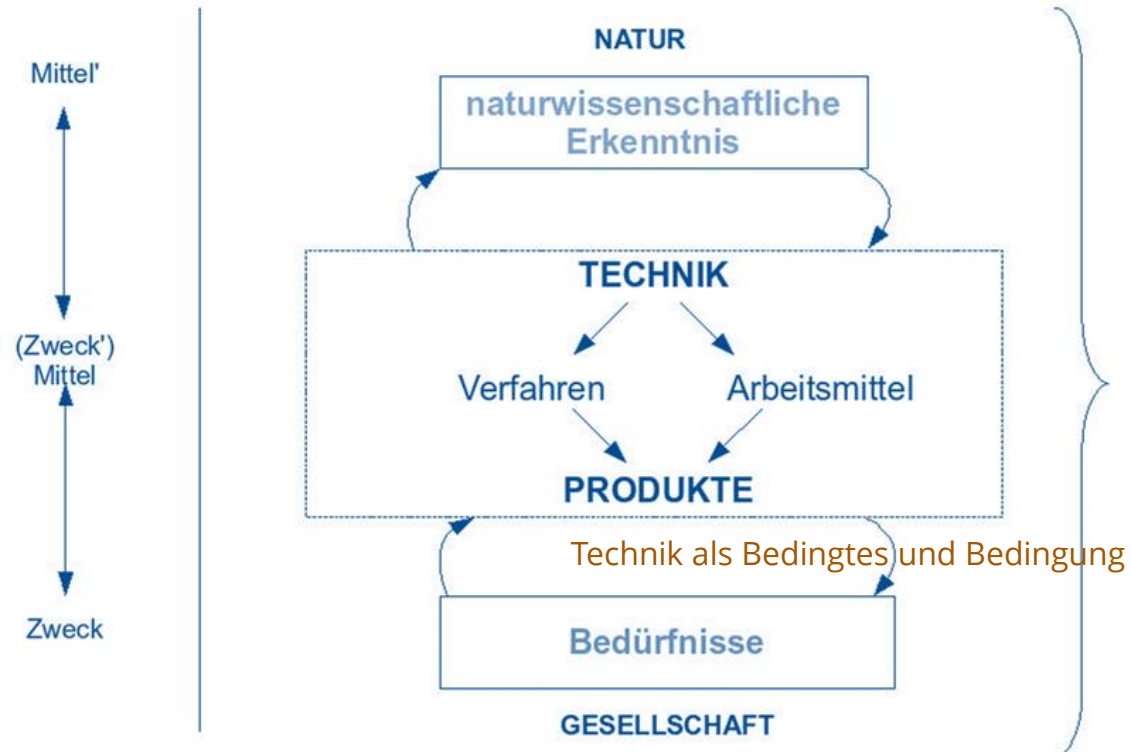 NATUR
Mittel'
naturwissenschaftliche
Erkenntnis
TECHNIK
(Zweck')
Mittel
Verfahren
Arbeitsmittel
PRODUKTE
Technik als Bedingtes und Bedingung
Zweck
Bedürfnisse
GESELLSCHAFT